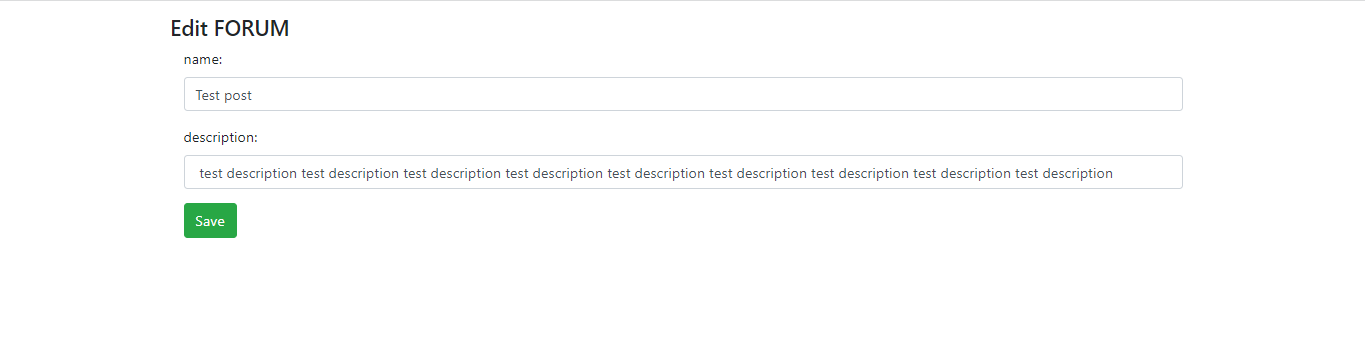 Edit FORUM
name:
Test post
description:
test description test description test description test description test description test description test description test description test description
Save